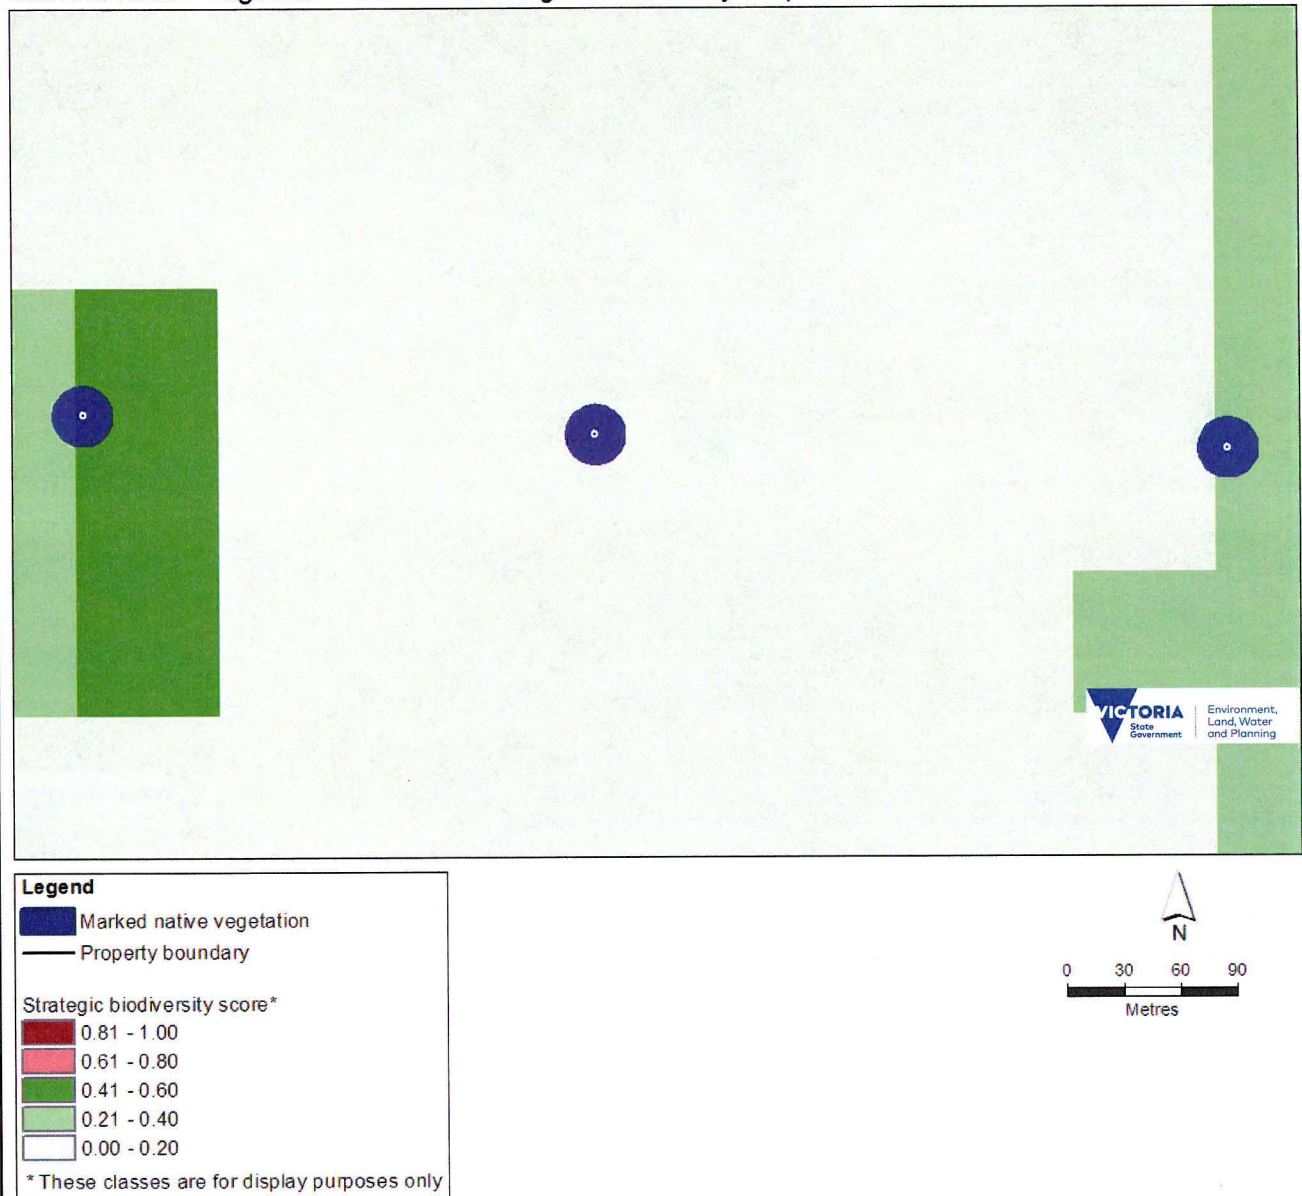 VICTORIA
State
Government
Environment,
Land, Water
and Planning
Legend
Marked native vegetation
Property boundary
Strategic biodiversity score*
0.81 - 1.00
0.61 - 0.80
0.41 - 0.60
0.21 - 0.40
0.00 - 0.20
* These classes are for display purposes only
N
0 30 60 90
Metres